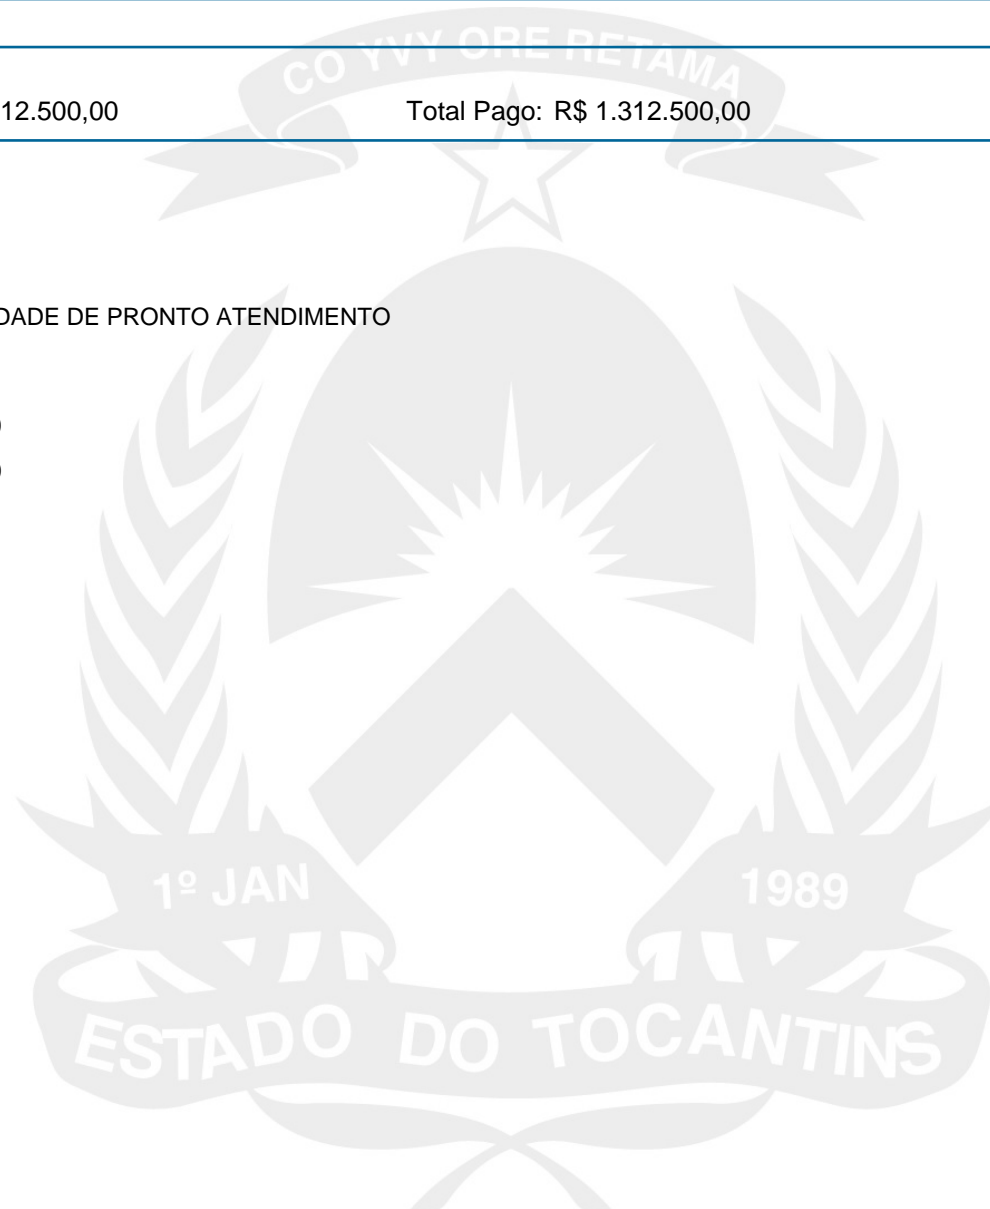 CO YVY ORE RETAMA
12.500,00 Total Pago: R$ 1.312.500,00
DADE DE PRONTO ATENDIMENTO
)
)
1º JAN 1989
ESTADO DO TOCANTINS